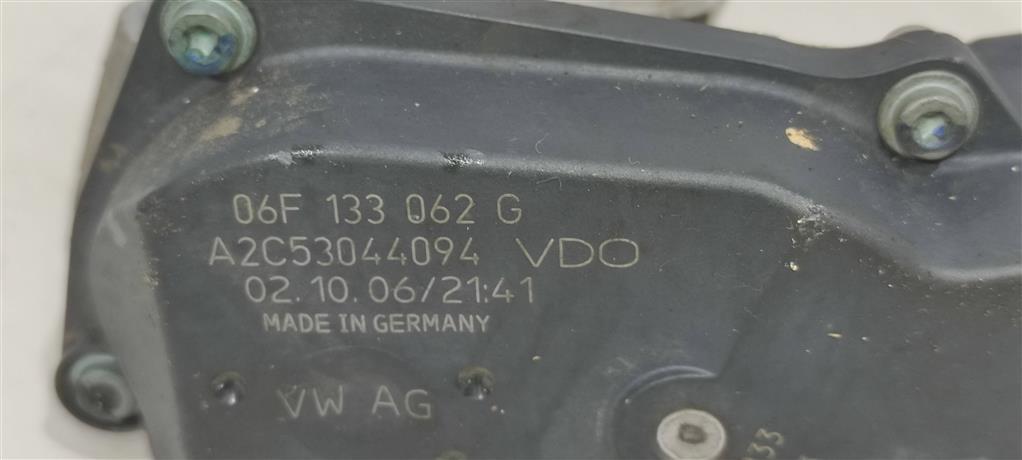 06F 133 062 G
A2C53044094 VDO
02.10.06/21:41
MADE IN GERMANY
VW AG